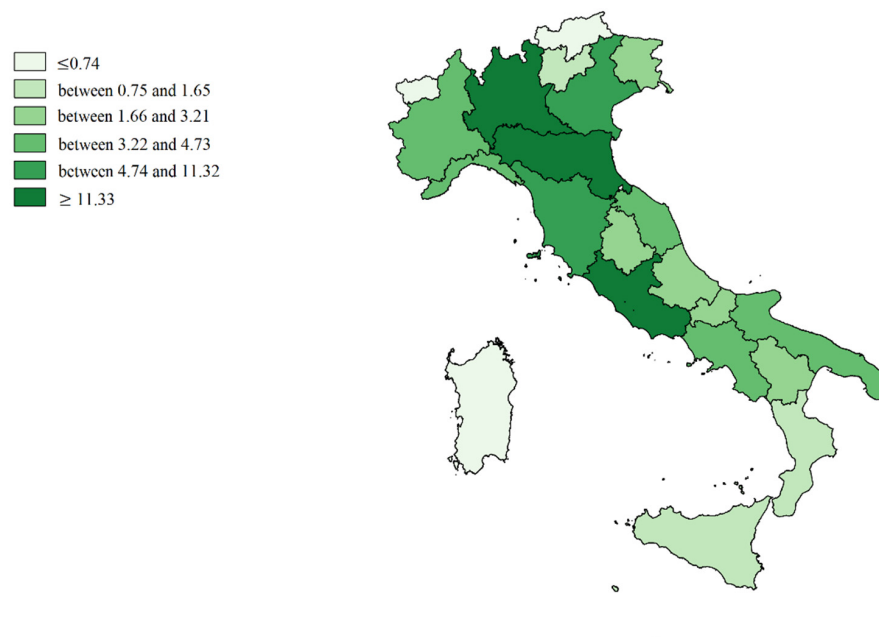 ≤0.74
between 0.75 and 1.65
between 1.66 and 3.21
between 3.22 and 4.73
between 4.74 and 11.32
≥ 11.33